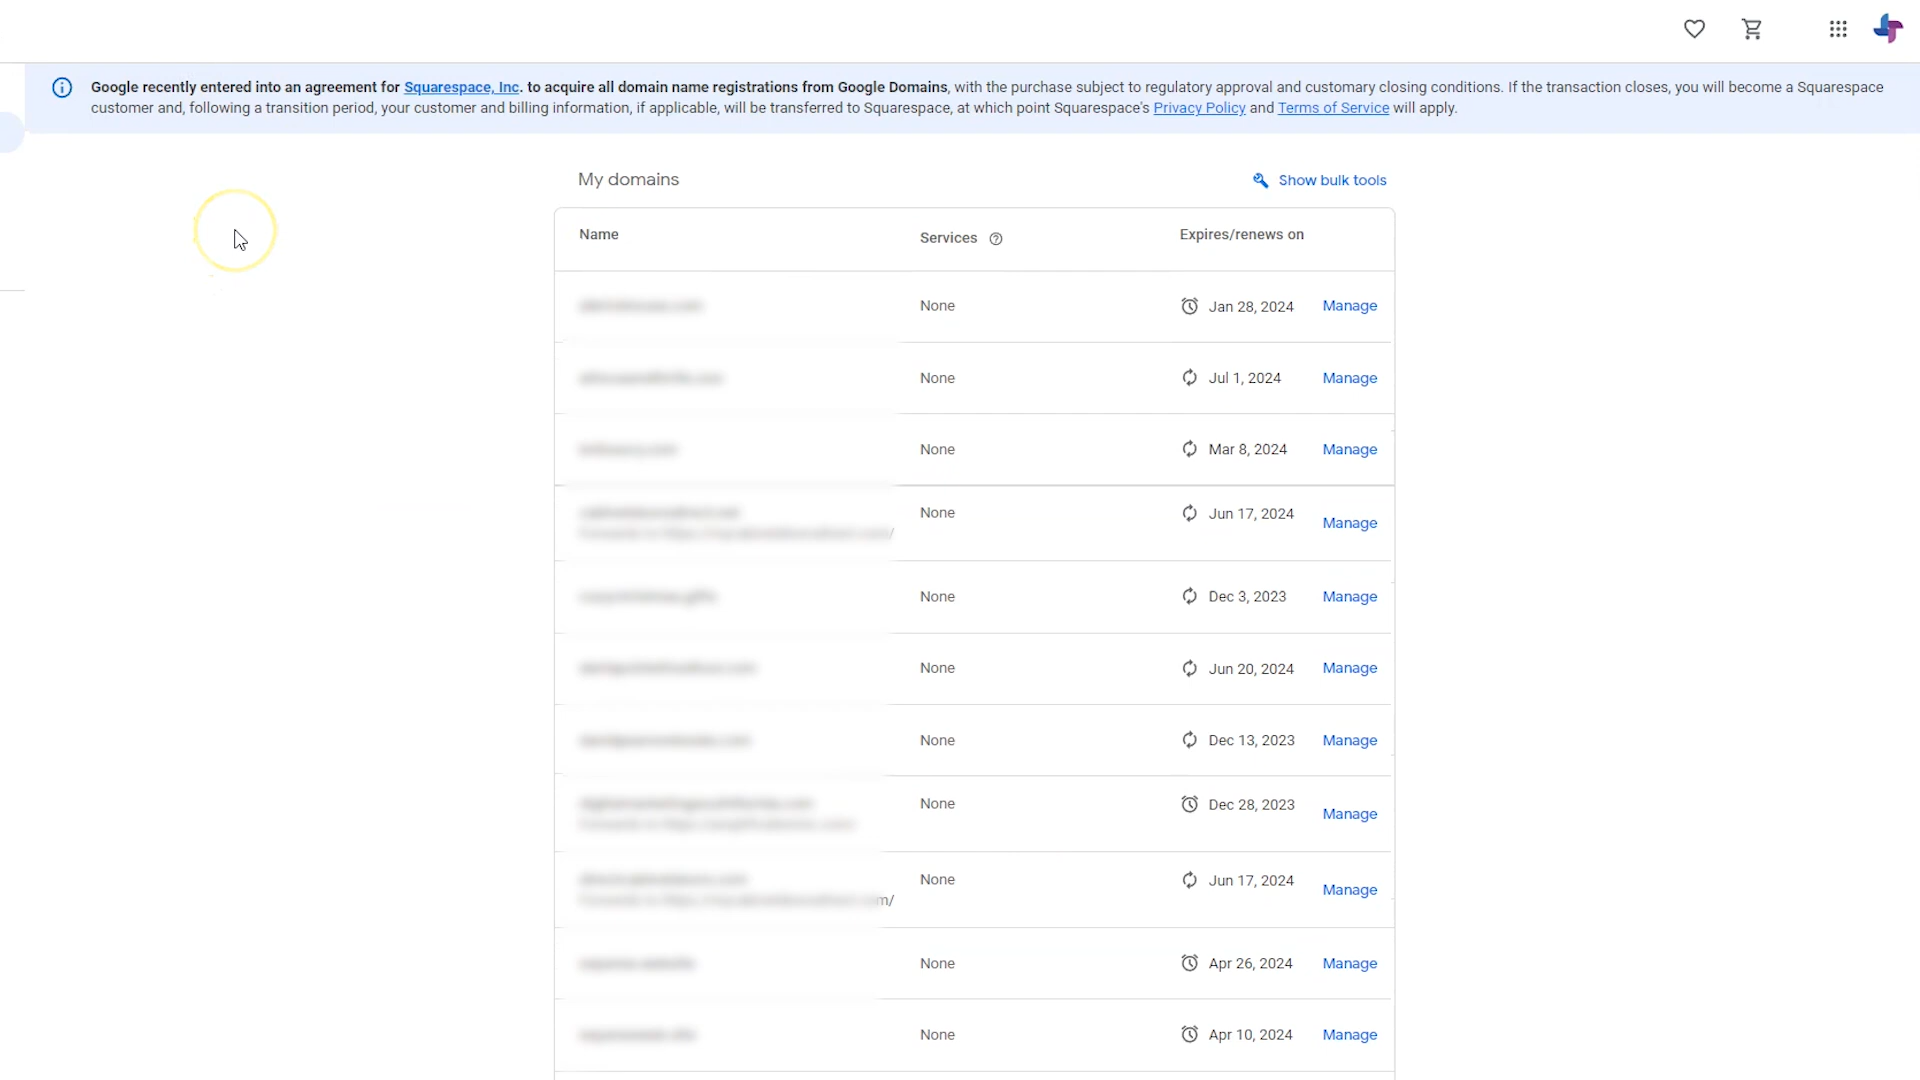 Google recently entered into an agreement for Squarespace, Inc. to acquire all domain name registrations from Google Domains, with the purchase subject to regulatory approval and customary closing conditions. If the transaction closes, you will become a Squarespace
customer and, following a transition period, your customer and billing information, if applicable, will be transferred to Squarespace, at which point Squarespace's Privacy Policy and Terms of Service will apply.
My domains
Show bulk tools
Name Services Expires/renews on
None Jan 28, 2024 Manage
None Jul 1, 2024 Manage
None Mar 8, 2024 Manage
None Jun 17, 2024 Manage
None Dec 3, 2023 Manage
None Jun 20, 2024 Manage
None Dec 13, 2023 Manage
None Dec 28, 2023 Manage
None Jun 17, 2024 Manage
None Apr 26, 2024 Manage
None Apr 10, 2024 Manage